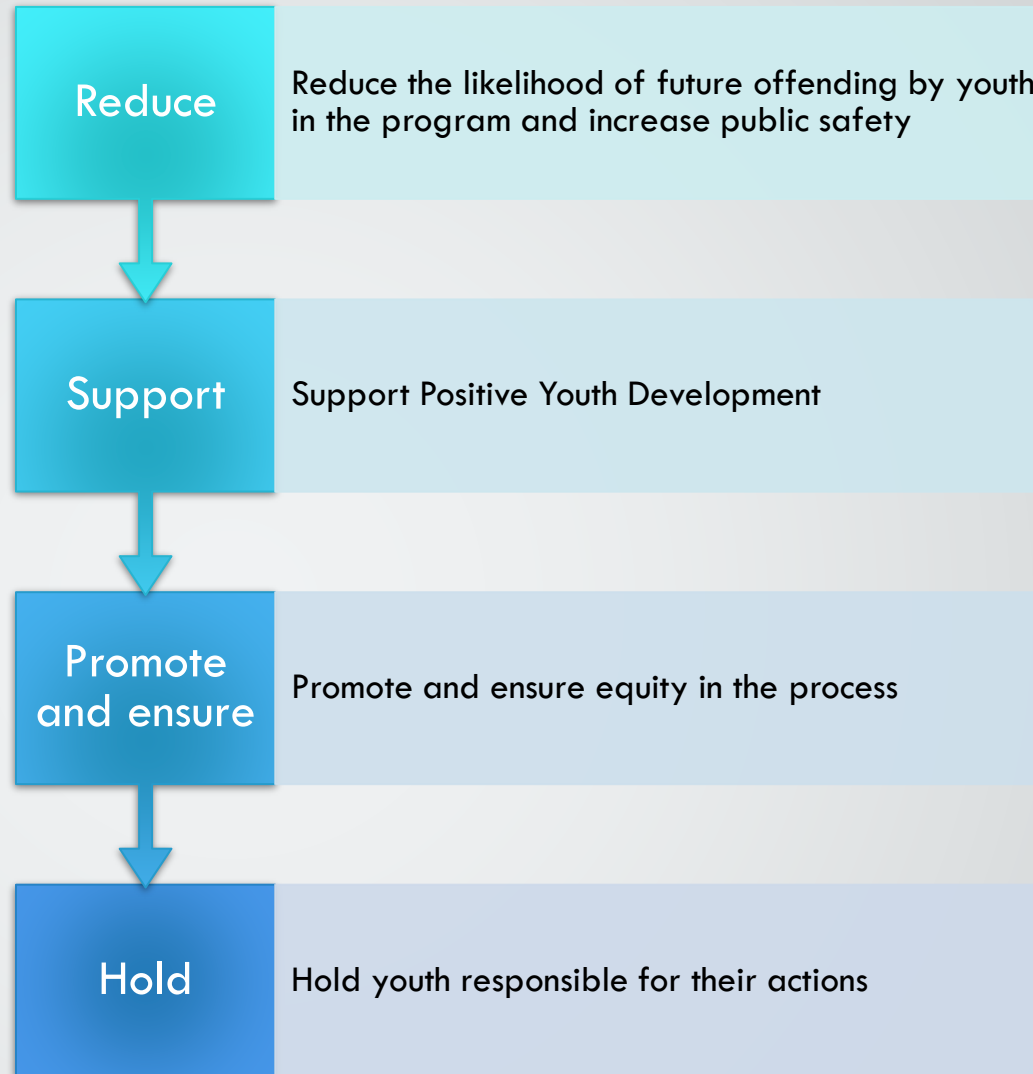 Reduce
Reduce the likelihood of future offending by youth
in the program and increase public safety
Support
Support Positive Youth Development
Promote
and ensure
Promote and ensure equity in the process
Hold
Hold youth responsible for their actions